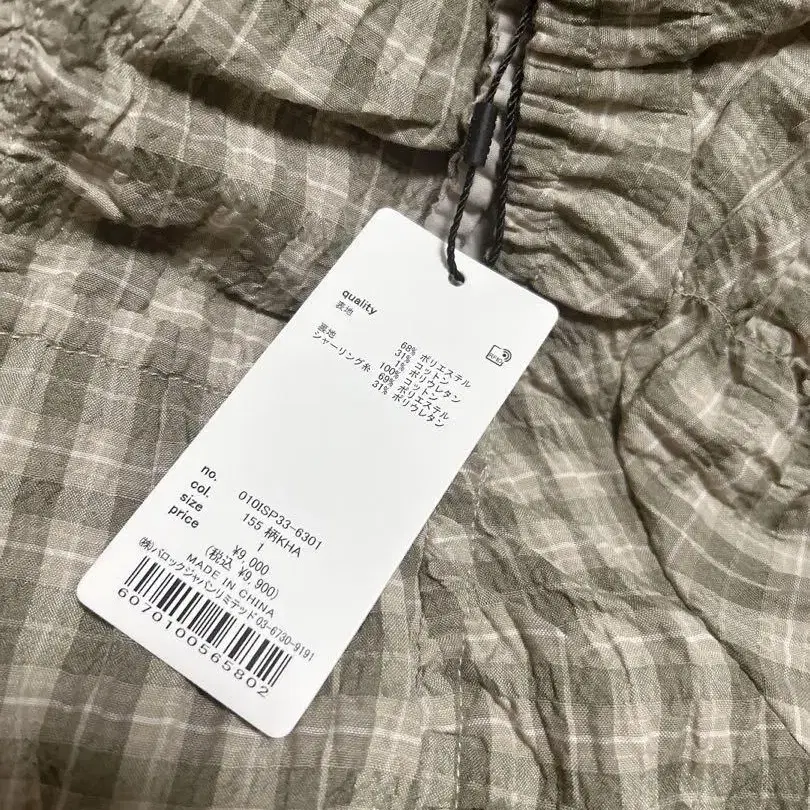 quality
表地
68% ポリエステル
31% コットン
1% ポリウレタン
裏地
100% コットン
シャーリング糸
69% ポリエステル
31% ポリウレタン
RFID
no. 010ISP33-6301
col. 155 柄KHA
size 1
price ¥9,000
(税込 ¥9,900)
MADE IN CHINA
(株)バロックジャパンリミテッド 03-6730-9191
6070100565802